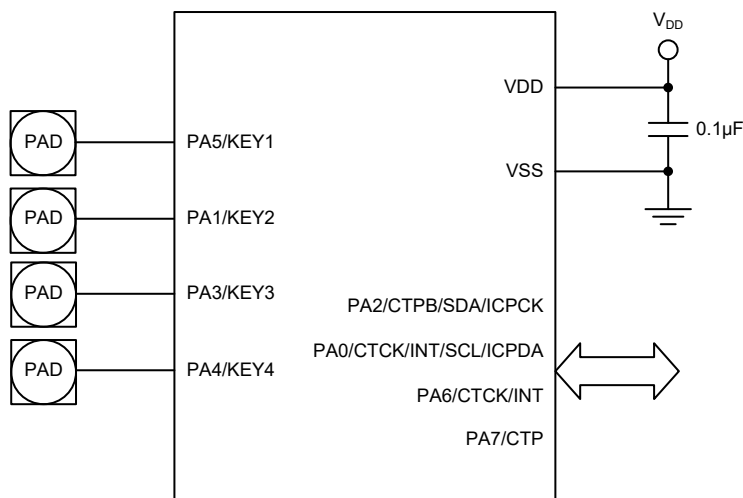 V_DD
VDD
0.1µF
PAD PA5/KEY1
VSS
PAD PA1/KEY2
PAD PA3/KEY3
PA2/CTPB/SDA/ICPCK
PA0/CTCK/INT/SCL/ICPDA
PAD PA4/KEY4
PA6/CTCK/INT
PA7/CTP